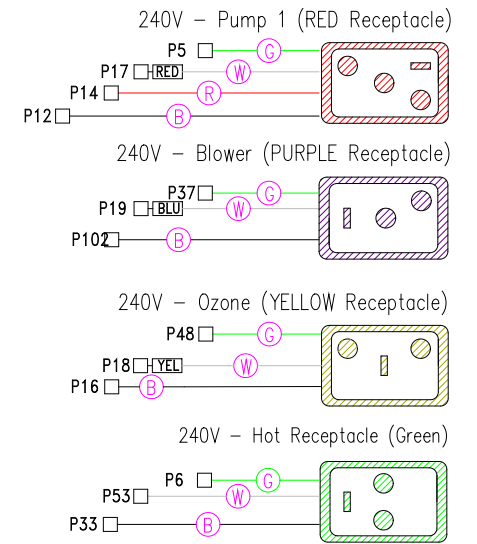 240V - Pump 1 (RED Receptacle)
P5 G
P17 RED W
P14 R
P12 B
240V - Blower (PURPLE Receptacle)
P37 G
P19 BLU W
P102 B
240V - Ozone (YELLOW Receptacle)
P48 G
P18 YEL W
P16 B
240V - Hot Receptacle (Green)
P6 G
P53 W
P33 B